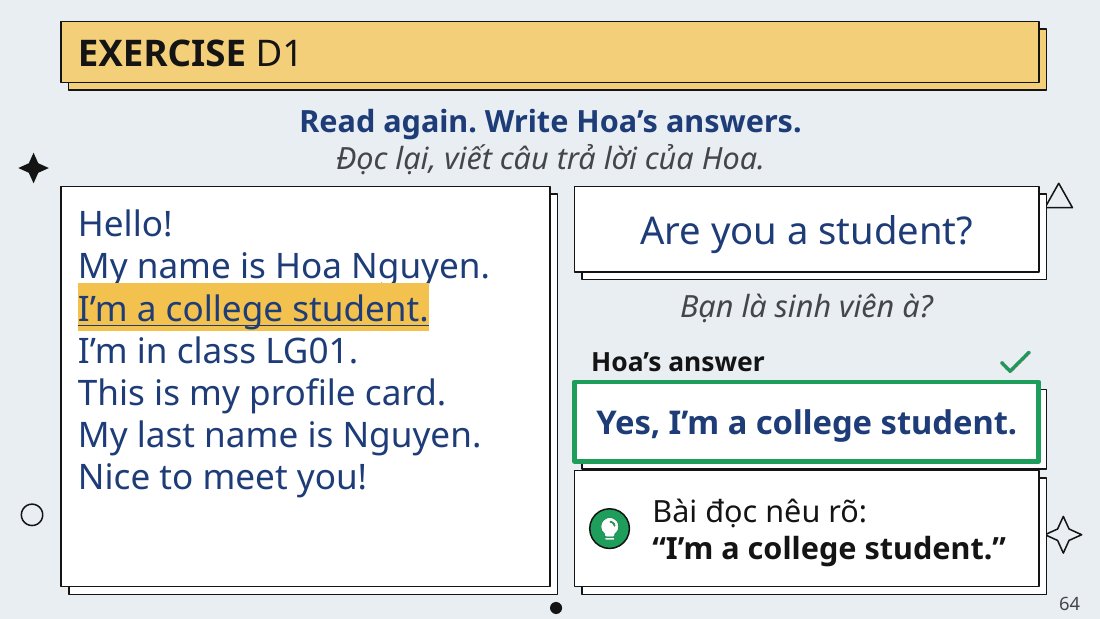 EXERCISE D1
Read again. Write Hoa’s answers.
Đọc lại, viết câu trả lời của Hoa.
Hello!
My name is Hoa Nguyen.
I’m a college student.
I’m in class LG01.
This is my profile card.
My last name is Nguyen.
Nice to meet you!
Are you a student?
Bạn là sinh viên à?
Hoa’s answer
Yes, I’m a college student.
Bài đọc nêu rõ:
“I’m a college student.”
64